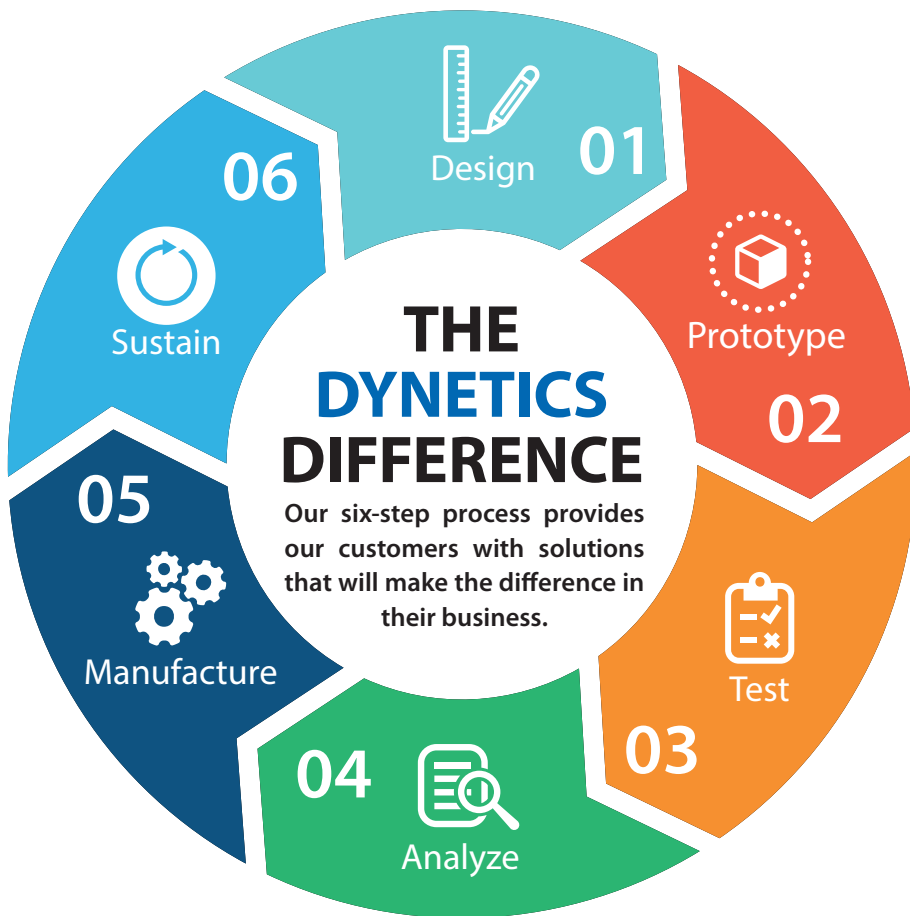 THE
DYNETICS
DIFFERENCE
Our six-step process provides
our customers with solutions
that will make the difference in
their business.
01
Design
02
Prototype
03
Test
04
Analyze
05
Manufacture
06
Sustain